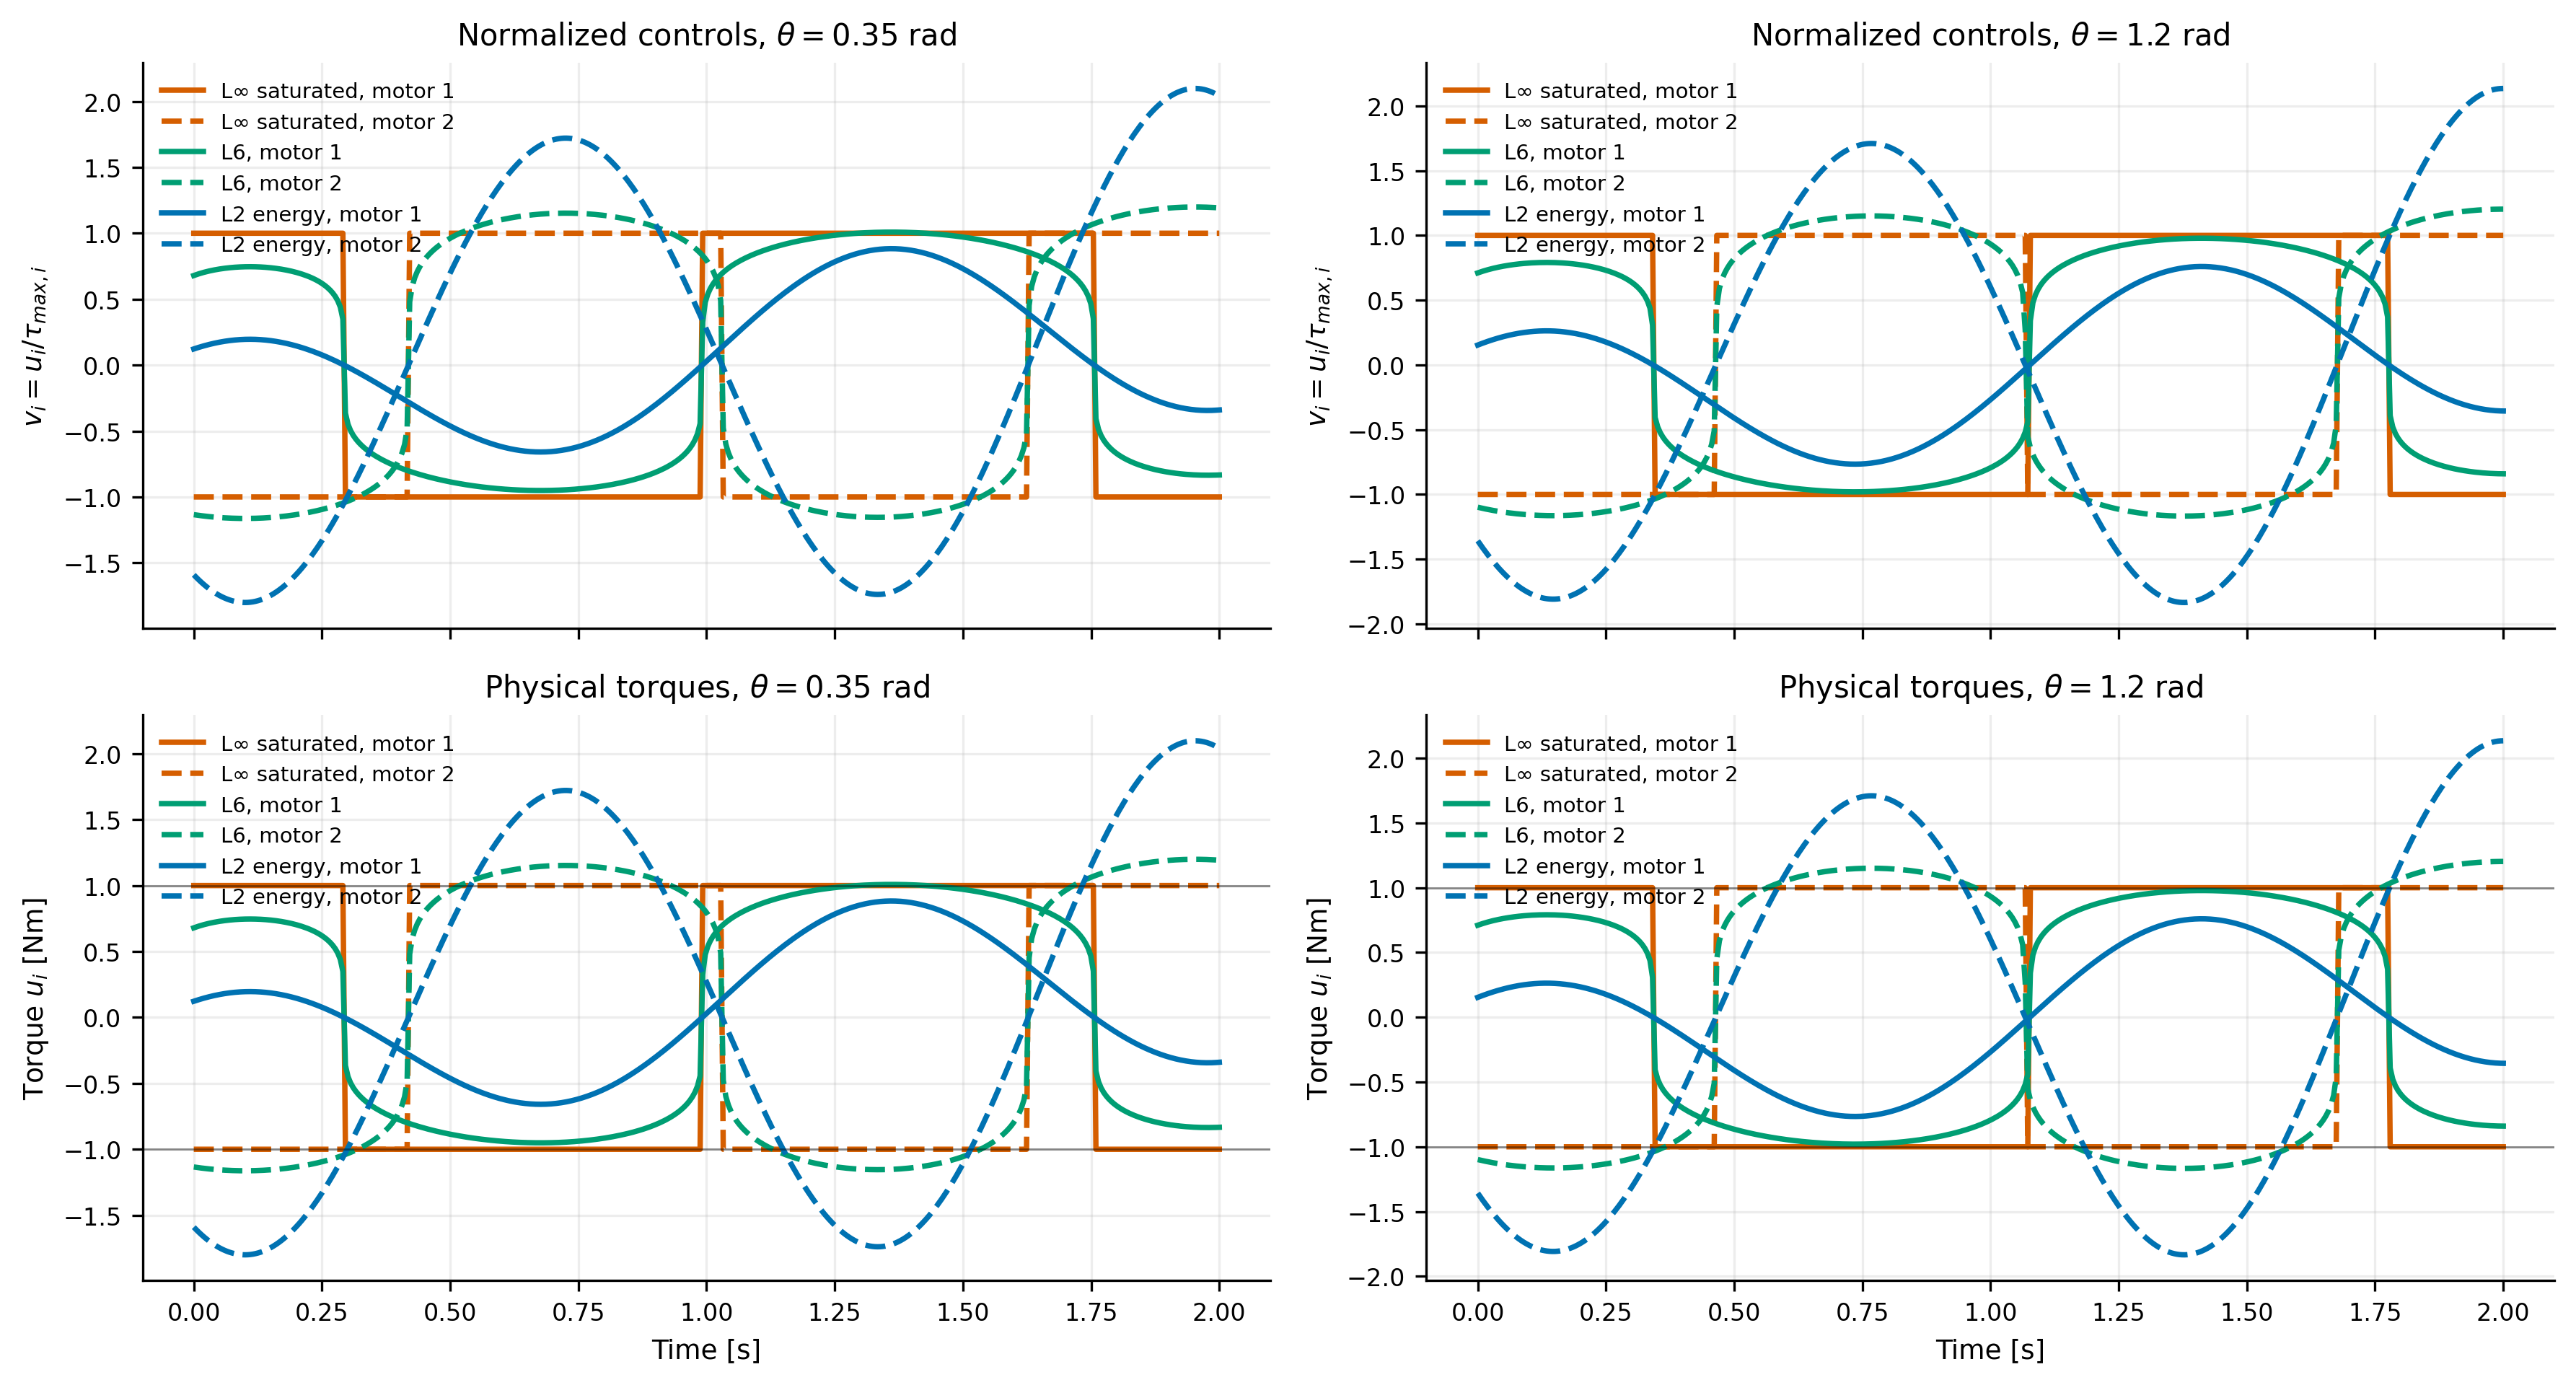 Normalized controls, θ = 0.35 rad
L∞ saturated, motor 1
L∞ saturated, motor 2
L6, motor 1
L6, motor 2
L2 energy, motor 1
L2 energy, motor 2
2.0
1.5
1.0
0.5
0.0
−0.5
−1.0
−1.5
v_i = u_i/τ_{max, i}
Normalized controls, θ = 1.2 rad
L∞ saturated, motor 1
L∞ saturated, motor 2
L6, motor 1
L6, motor 2
L2 energy, motor 1
L2 energy, motor 2
2.0
1.5
1.0
0.5
0.0
−0.5
−1.0
−1.5
−2.0
v_i = u_i/τ_{max, i}
Physical torques, θ = 0.35 rad
L∞ saturated, motor 1
L∞ saturated, motor 2
L6, motor 1
L6, motor 2
L2 energy, motor 1
L2 energy, motor 2
2.0
1.5
1.0
0.5
0.0
−0.5
−1.0
−1.5
Torque u_i [Nm]
0.00 0.25 0.50 0.75 1.00 1.25 1.50 1.75 2.00
Time [s]
Physical torques, θ = 1.2 rad
L∞ saturated, motor 1
L∞ saturated, motor 2
L6, motor 1
L6, motor 2
L2 energy, motor 1
L2 energy, motor 2
2.0
1.5
1.0
0.5
0.0
−0.5
−1.0
−1.5
−2.0
Torque u_i [Nm]
0.00 0.25 0.50 0.75 1.00 1.25 1.50 1.75 2.00
Time [s]